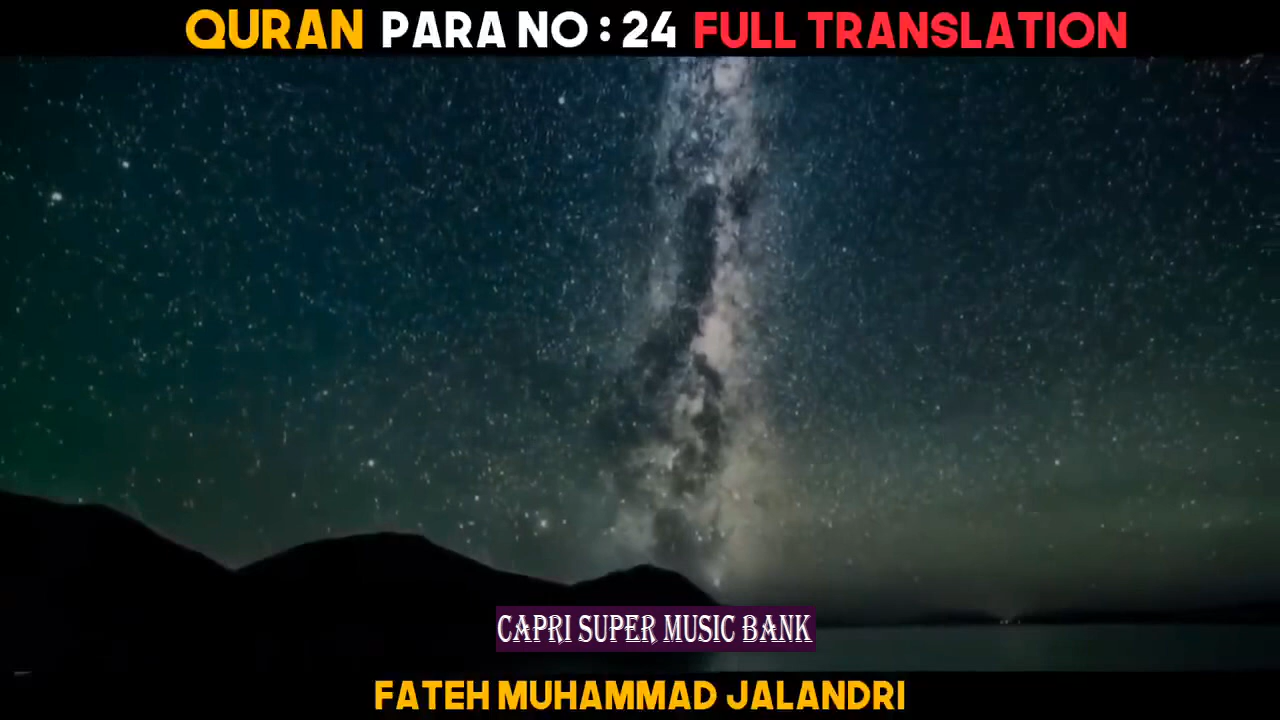 QURAN PARA NO : 24 FULL TRANSLATION
CAPRI SUPER MUSIC BANK
FATEH MUHAMMAD JALANDRI